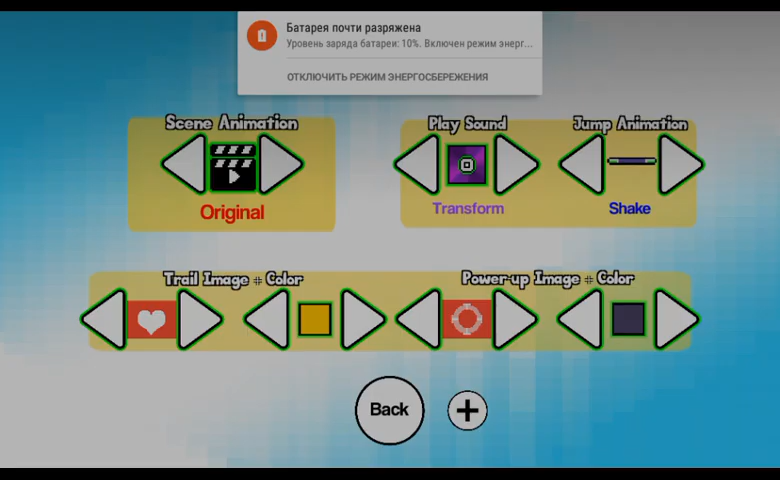 Батарея почти разряжена
Уровень заряда батареи: 10%. Включен режим энерг...
ОТКЛЮЧИТЬ РЕЖИМ ЭНЕРГОСБЕРЕЖЕНИЯ
Scene Animation
Play Sound
Jump Animation
Original
Transform
Shake
Trail Image + Color
Power-up Image + Color
Back